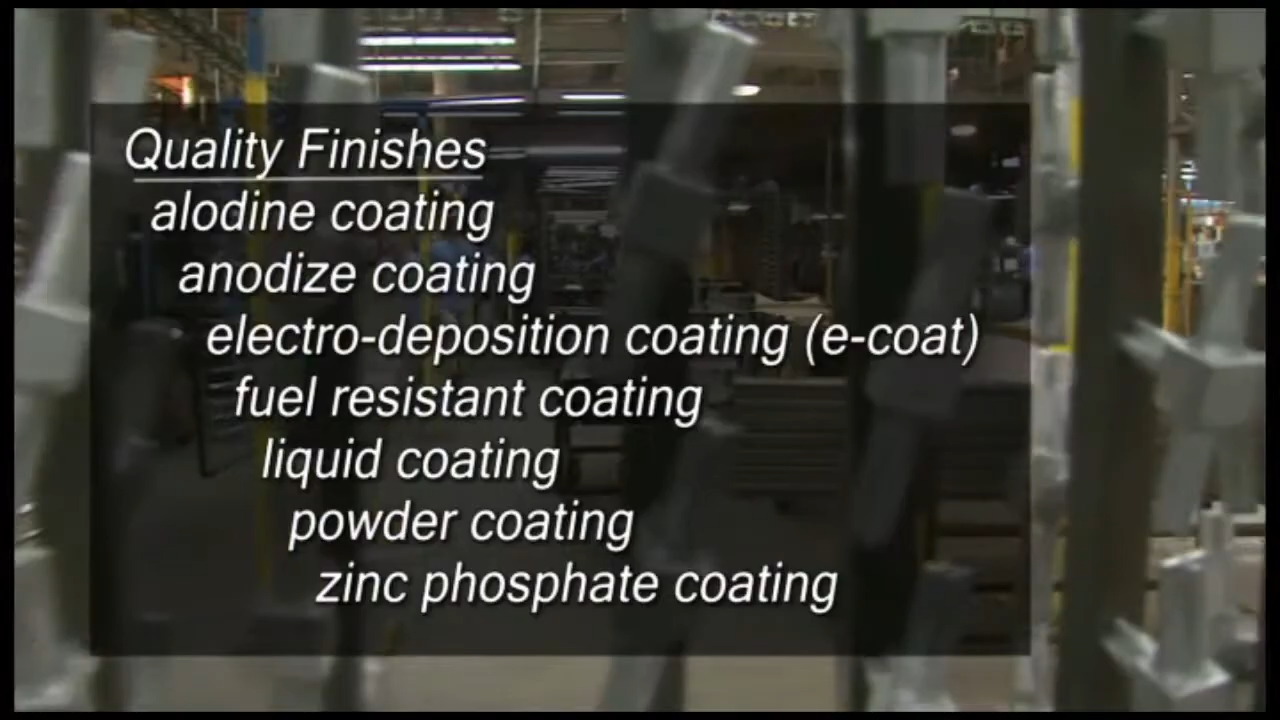 Quality Finishes
alodine coating
anodize coating
electro-deposition coating (e-coat)
fuel resistant coating
liquid coating
powder coating
zinc phosphate coating